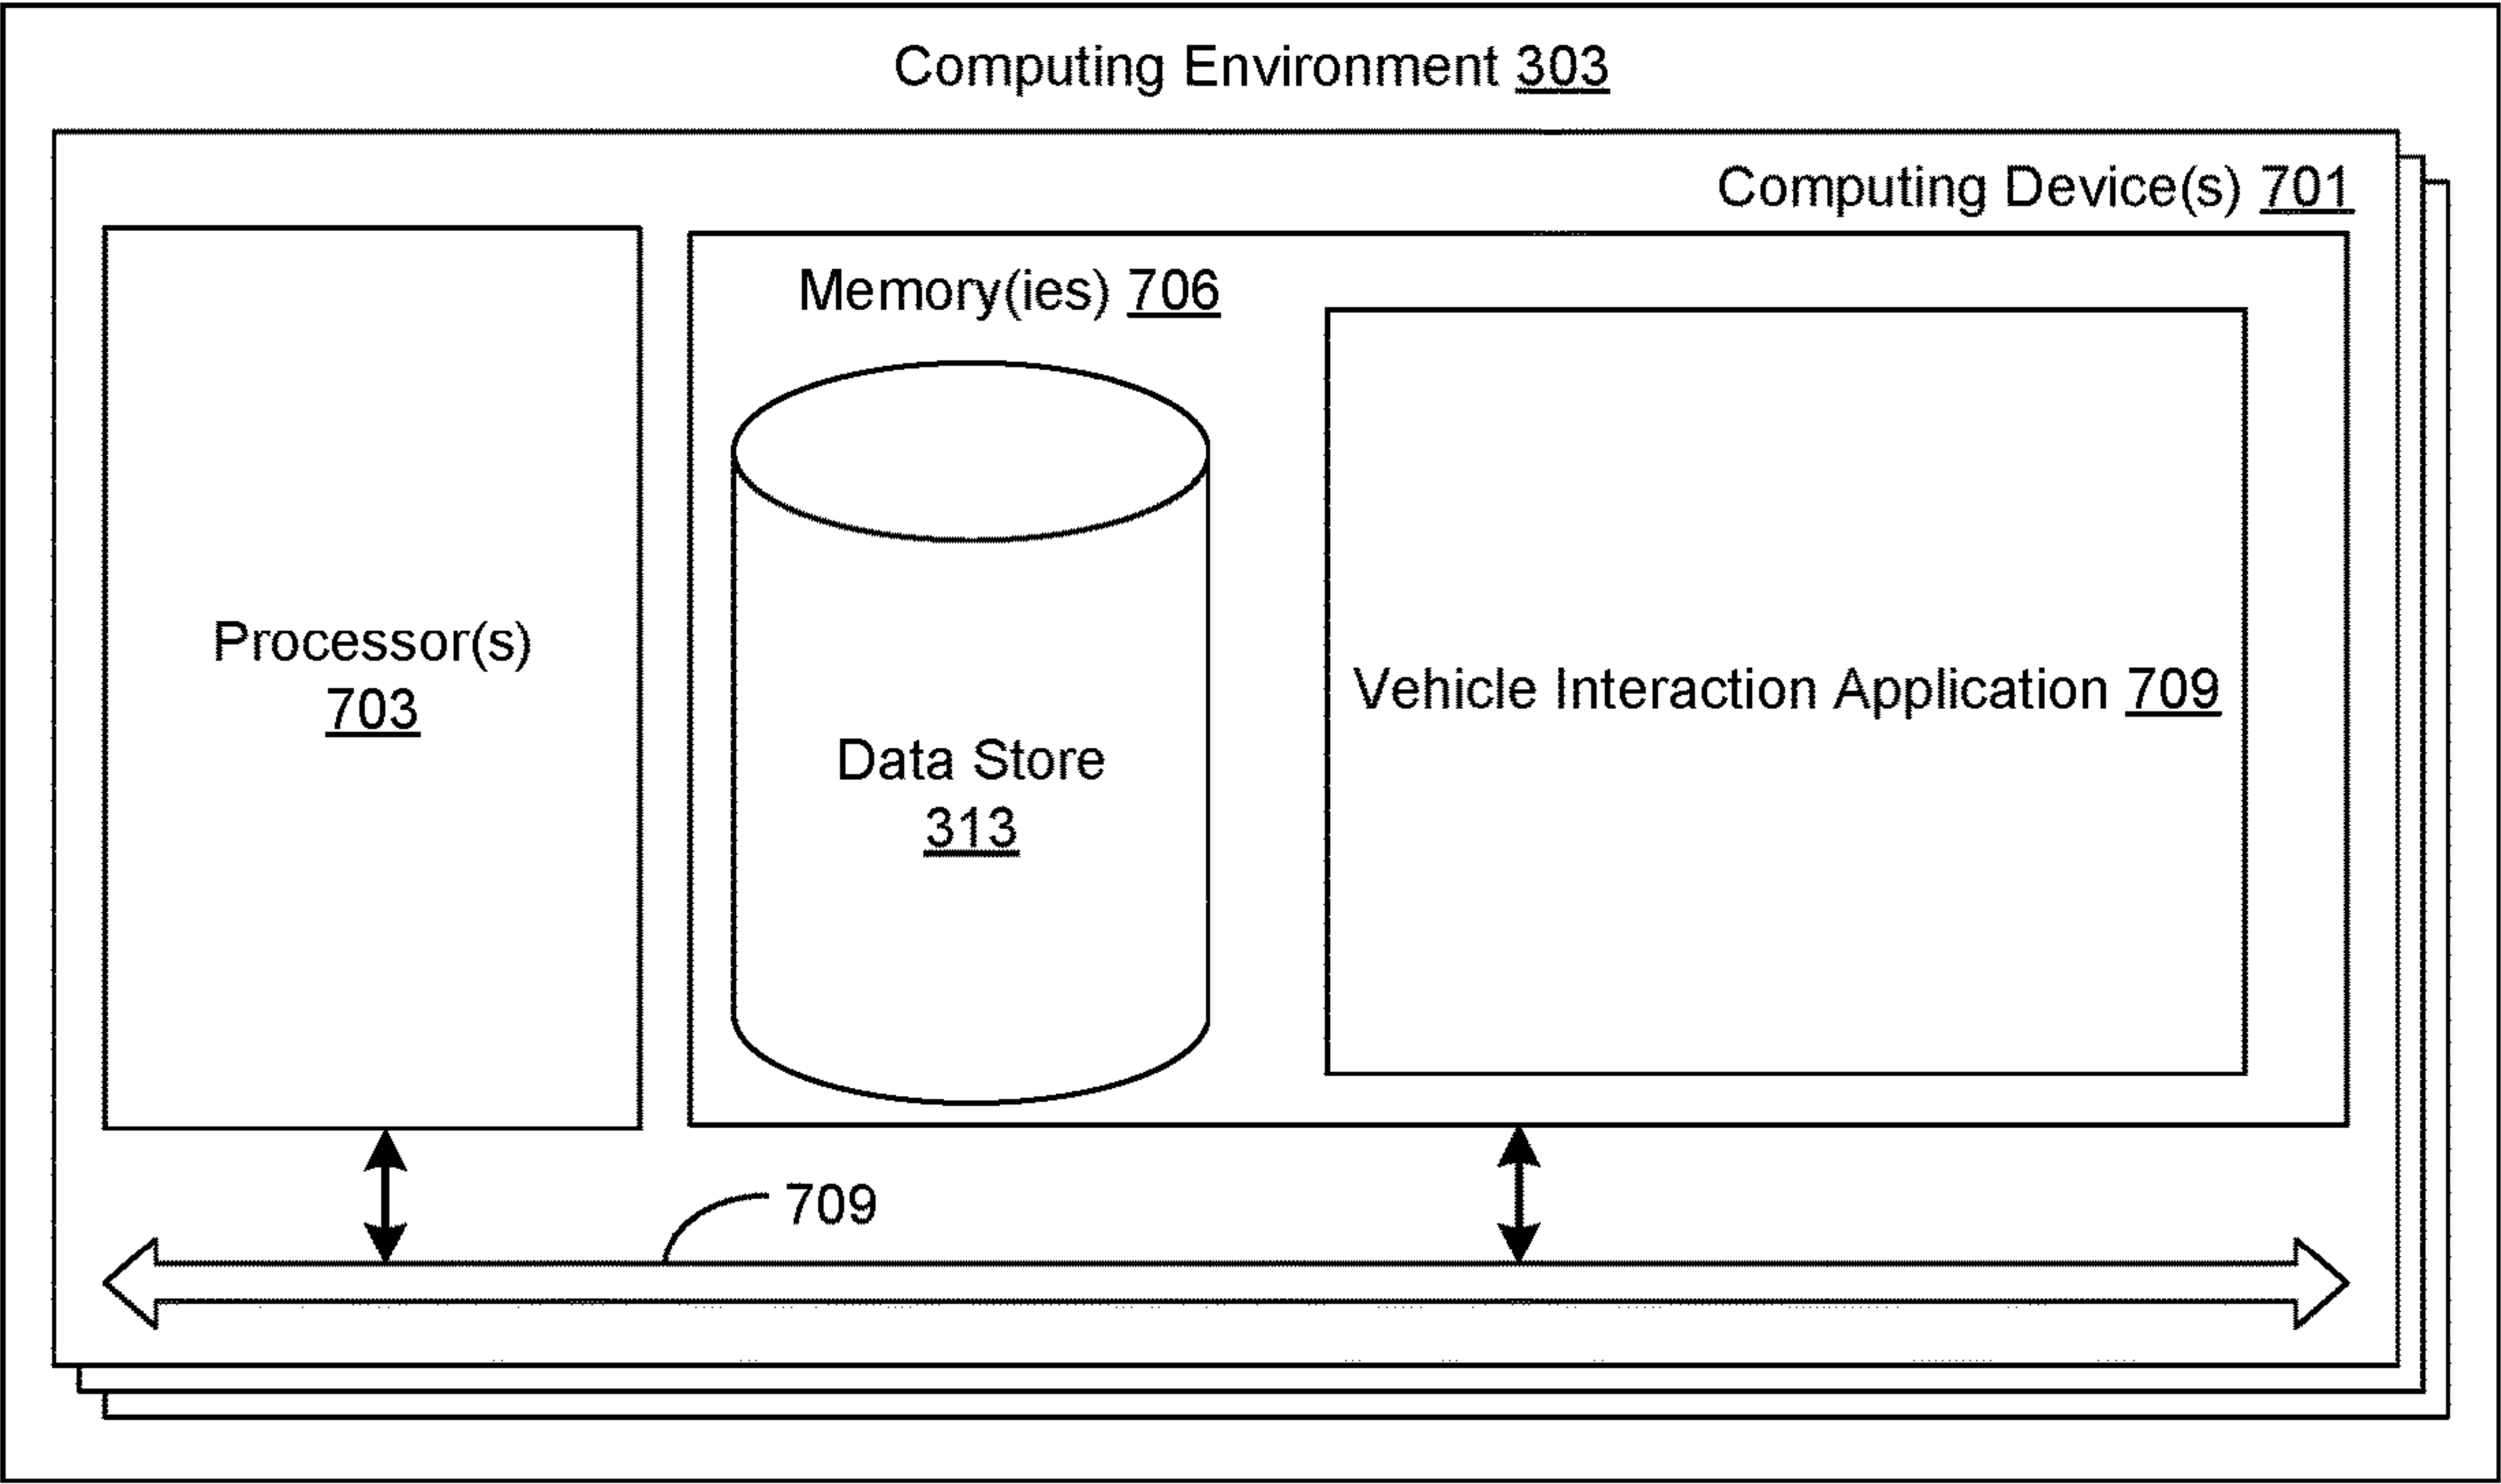 Computing Environment 303
Computing Device(s) 701
Memory(ies) 706
Processor(s)
703
Vehicle Interaction Application 709
Data Store
313
709